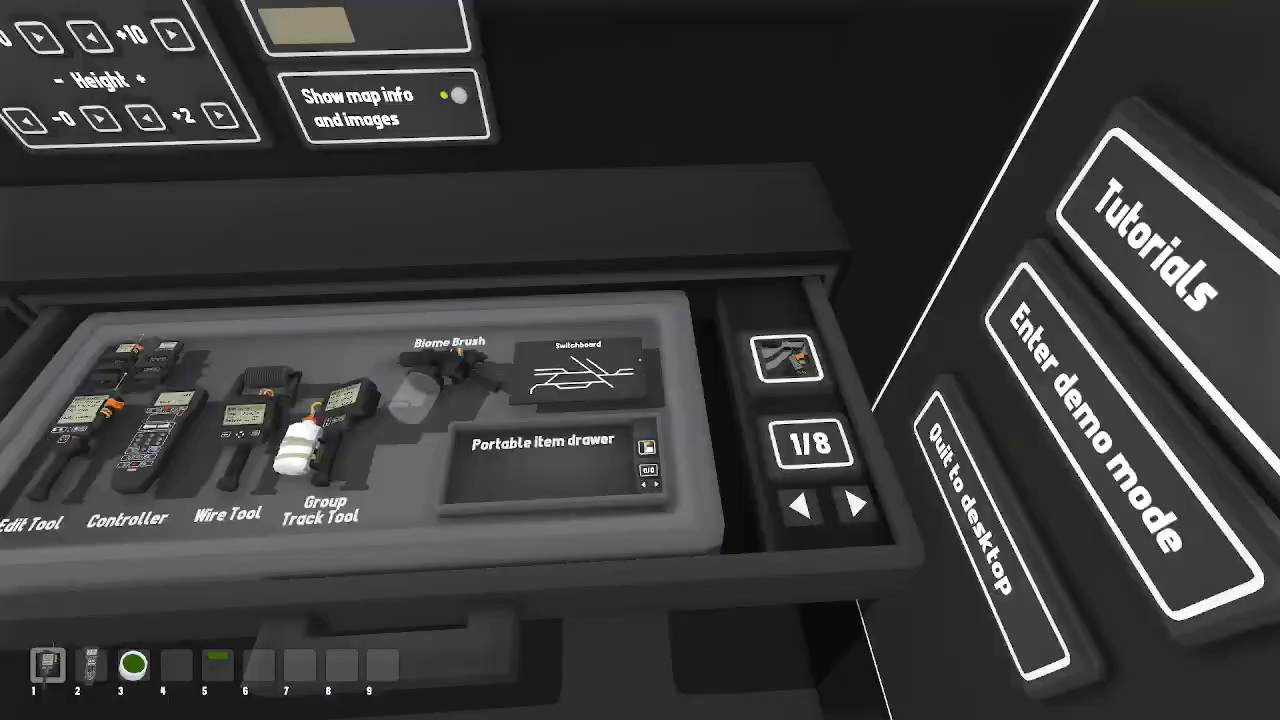 +10
- Height +
-0
+2
Show map info
and images
Tutorials
Enter demo mode
Quit to desktop
Biome Brush
Switchboard
Portable item drawer
0/0
1/8
Edit Tool
Controller
Wire Tool
Group
Track Tool
1 2 3 4 5 6 7 8 9